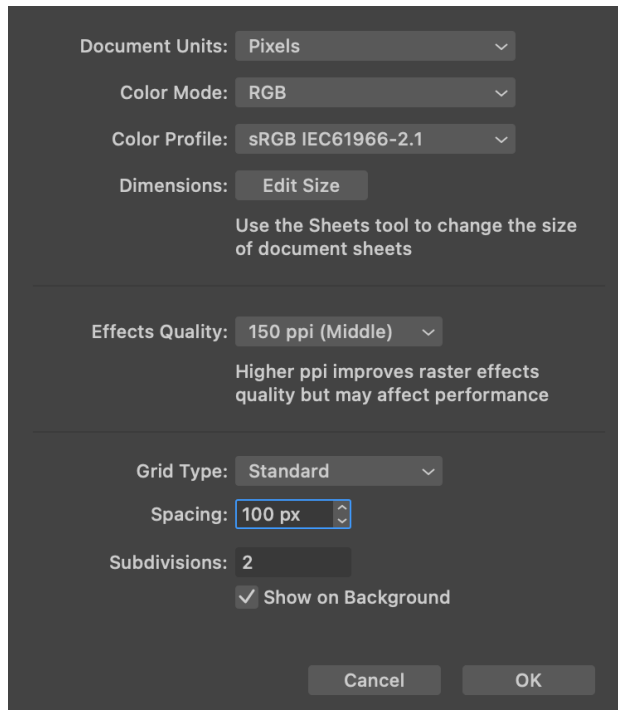 Document Units: Pixels
Color Mode: RGB
Color Profile: sRGB IEC61966-2.1
Dimensions: Edit Size
Use the Sheets tool to change the size
of document sheets
Effects Quality: 150 ppi (Middle)
Higher ppi improves raster effects
quality but may affect performance
Grid Type: Standard
Spacing: 100 px
Subdivisions: 2
Show on Background
Cancel OK